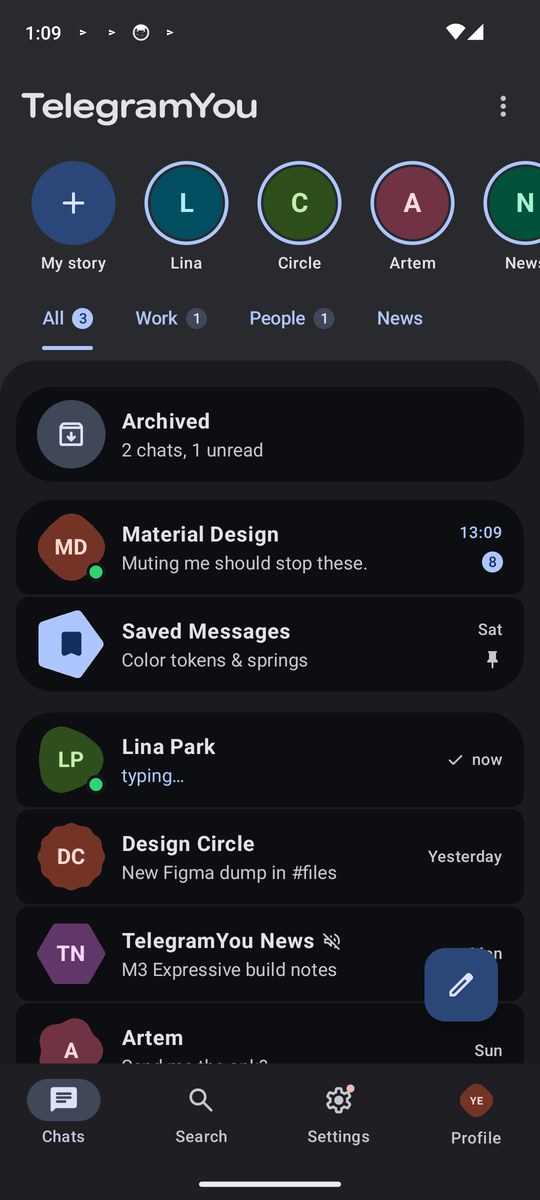 1:09
TelegramYou
L
C
A
N
My story
Lina
Circle
Artem
News
All 3
Work 1
People 1
News
Archived
2 chats, 1 unread
MD
Material Design
13:09
Muting me should stop these.
8
Saved Messages
Sat
Color tokens & springs
LP
Lina Park
now
typing...
DC
Design Circle
Yesterday
New Figma dump in #files
TN
TelegramYou News
M3 Expressive build notes
A
Artem
Sun
Chats
Search
Settings
YE
Profile